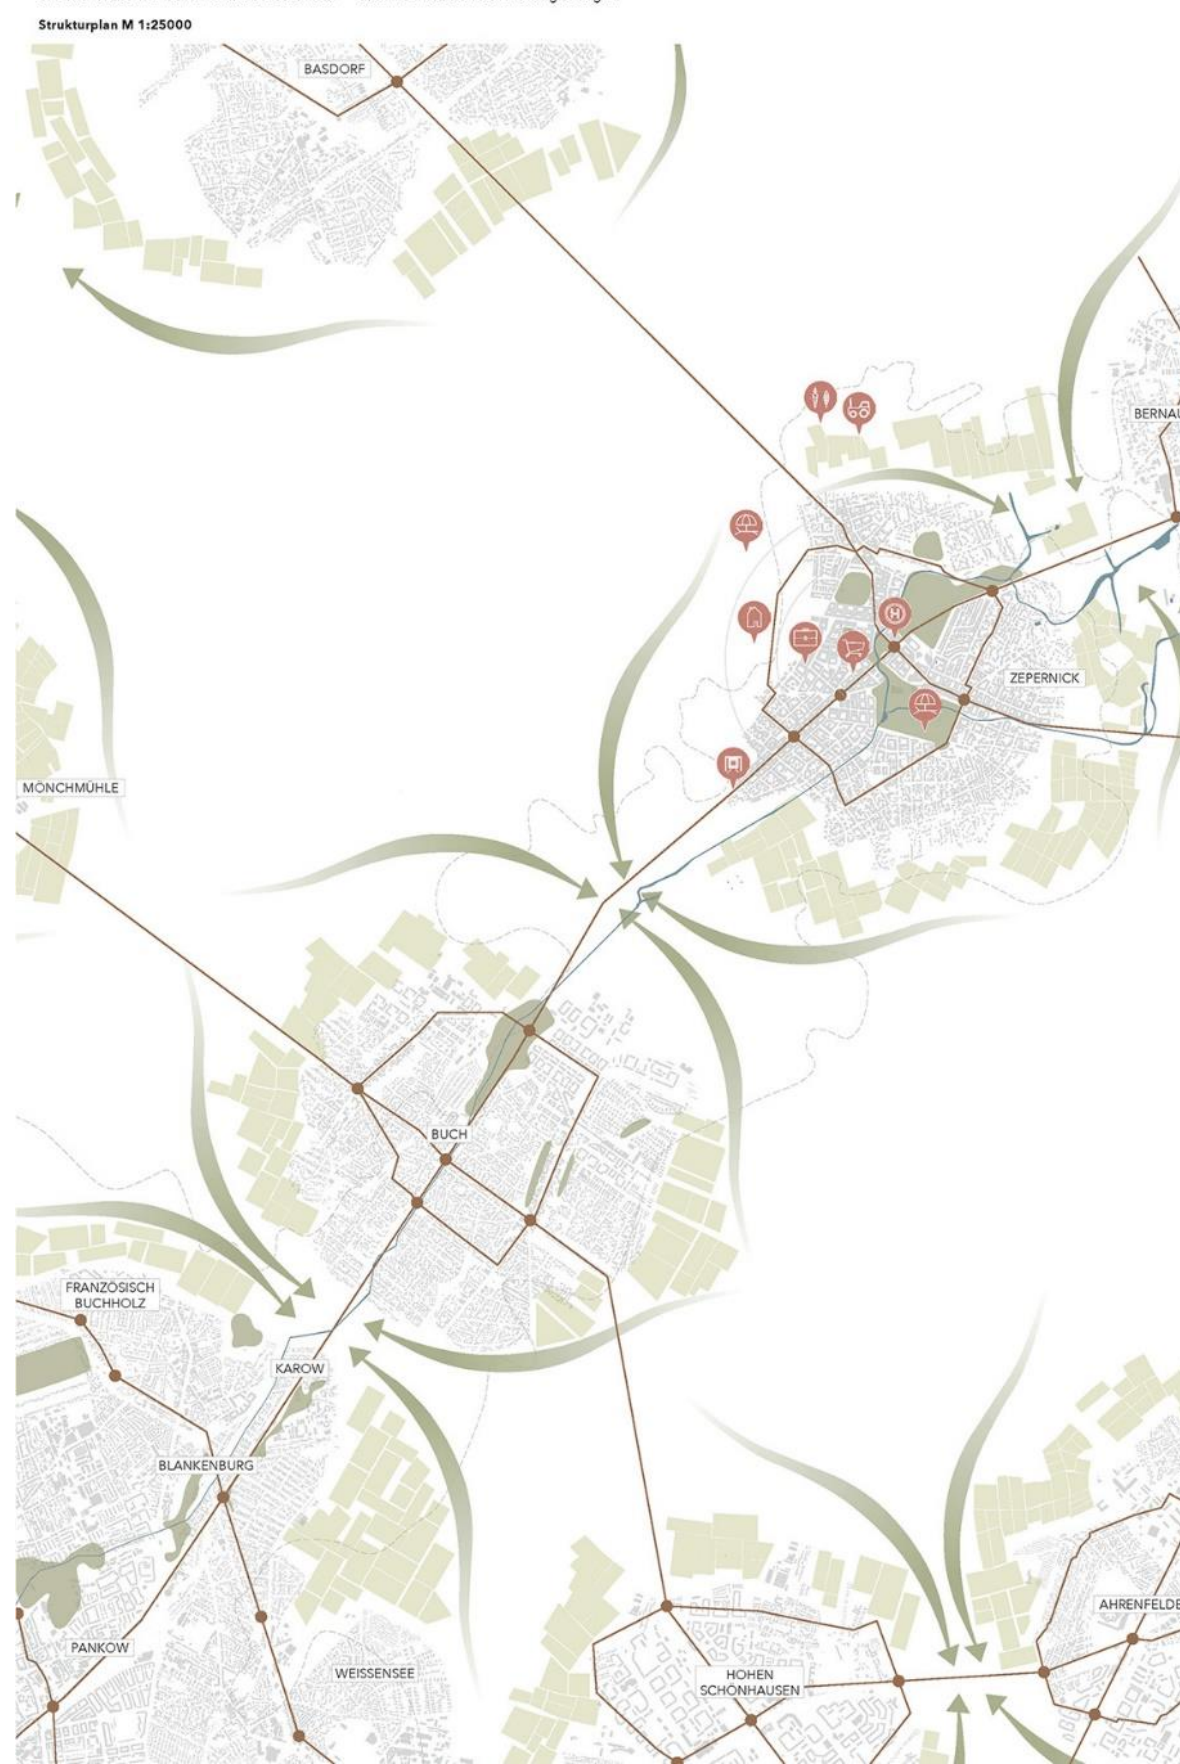 Strukturplan M 1:25000
BASDORF
BERNAU
ZEPERNICK
MÖNCHMÜHLE
BUCH
FRANZÖSISCH
BUCHHOLZ
KAROW
BLANKENBURG
AHRENFELDE
PANKOW
WEISSENSEE
HOHEN
SCHÖNHAUSEN